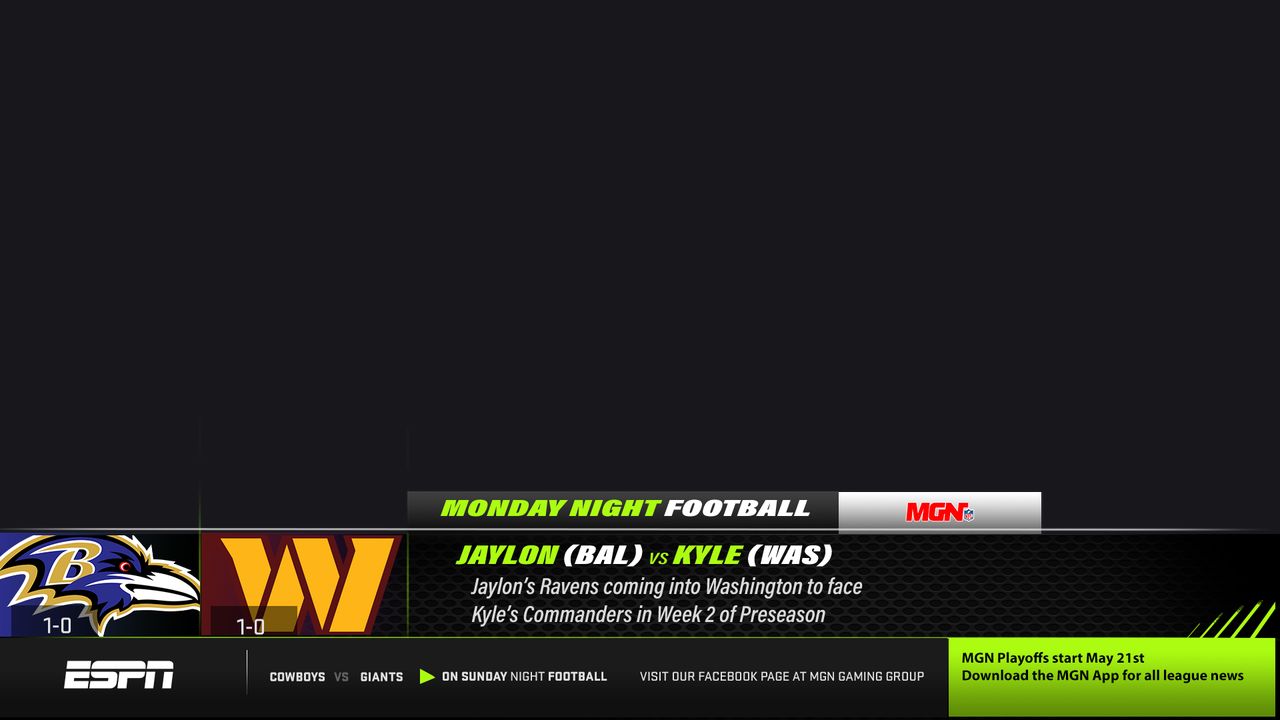 MONDAY NIGHT FOOTBALL
MGN
JAYLON (BAL) VS KYLE (WAS)
Jaylon's Ravens coming into Washington to face
Kyle's Commanders in Week 2 of Preseason
B
1-0
W
1-0
ESPN
COWBOYS VS GIANTS
ON SUNDAY NIGHT FOOTBALL
VISIT OUR FACEBOOK PAGE AT MGN GAMING GROUP
MGN Playoffs start May 21st
Download the MGN App for all league news